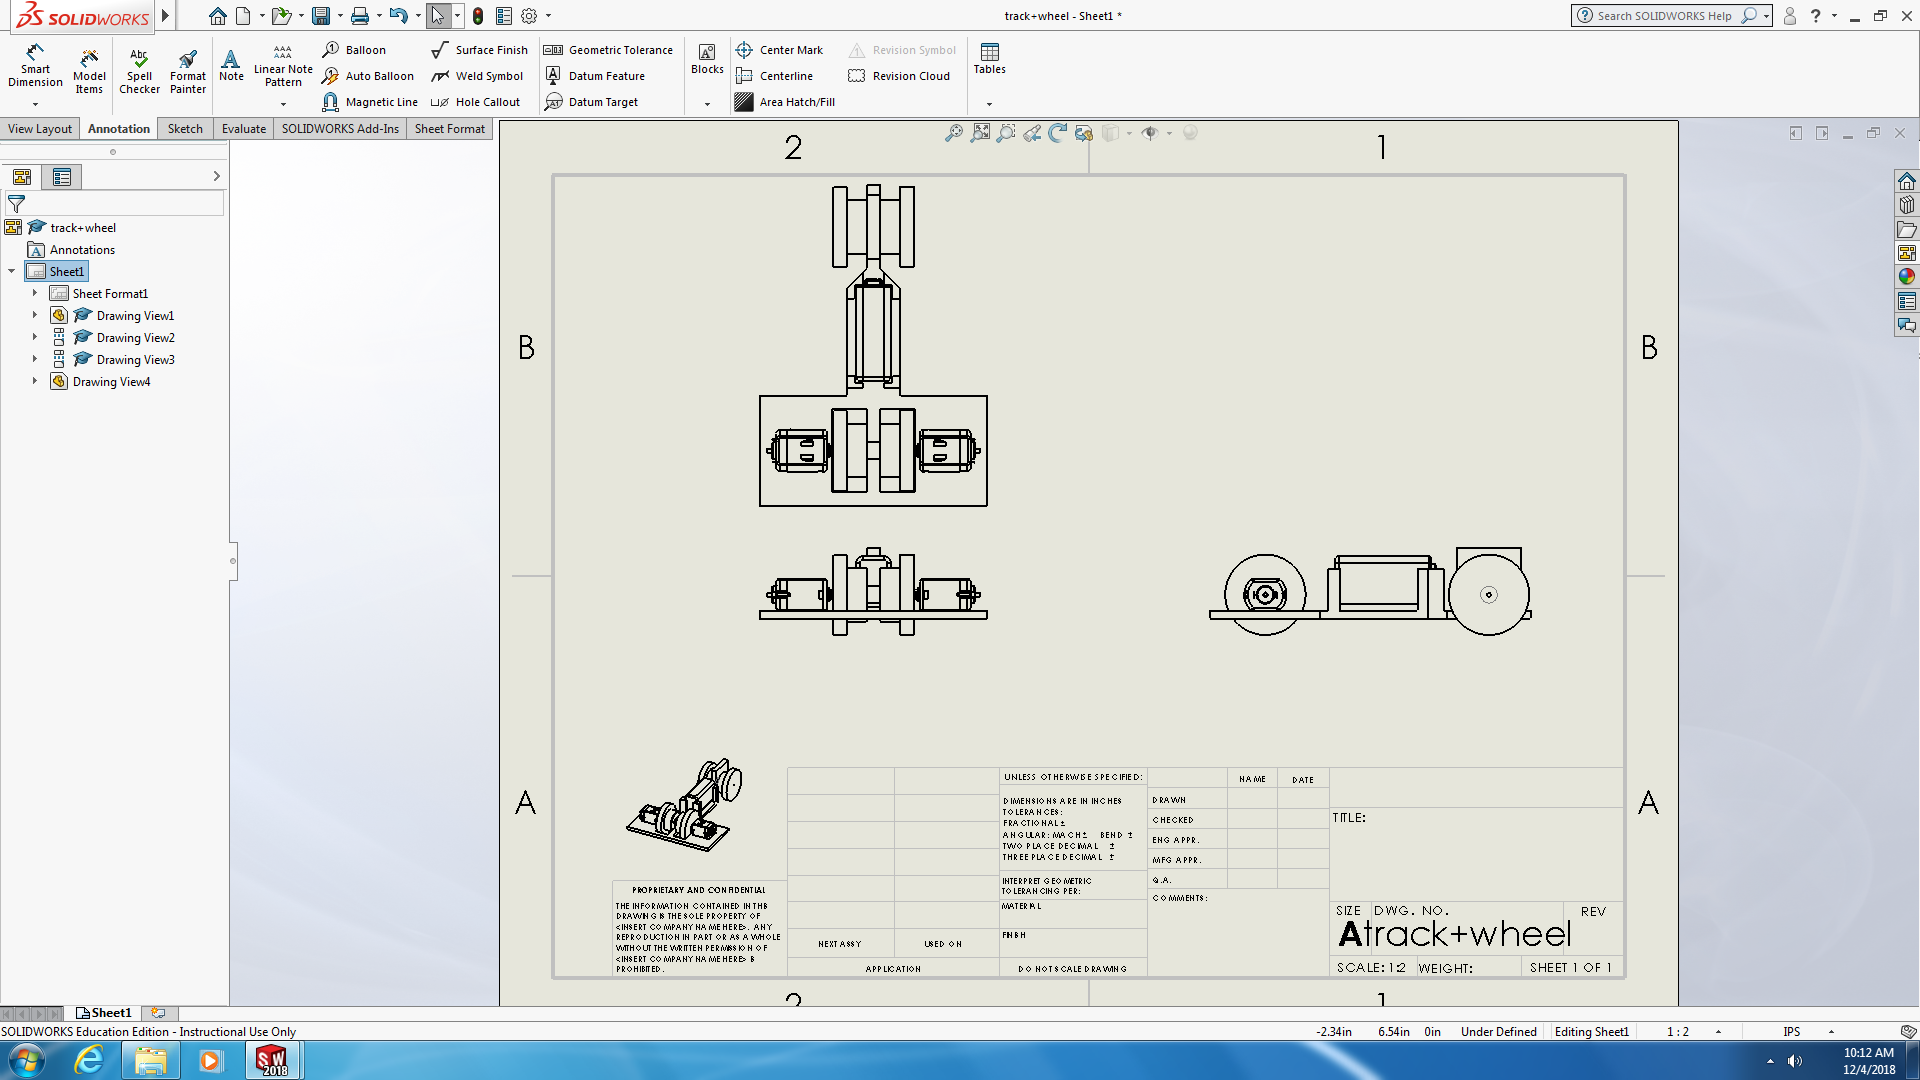 SOLIDWORKS
track+wheel - Sheet1 *
Search SOLIDWORKS Help
?
Smart Dimension
Model Items
Abc
Spell Checker
Format Painter
A
Note
AAA
AAA
Linear Note Pattern
Balloon
Auto Balloon
Magnetic Line
Surface Finish
Weld Symbol
Hole Callout
Geometric Tolerance
Datum Feature
Datum Target
Blocks
Center Mark
Centerline
Area Hatch/Fill
Revision Symbol
Revision Cloud
Tables
View Layout
Annotation
Sketch
Evaluate
SOLIDWORKS Add-Ins
Sheet Format
track+wheel
Annotations
Sheet1
Sheet Format1
Drawing View1
Drawing View2
Drawing View3
Drawing View4
2
1
B
B
A
A
2
1
PROPRIETARY AND CONFIDENTIAL
THE INFORMATION CONTAINED IN THIS
DRAWING IS THE SOLE PROPERTY OF
<INSERT COMPANY NAME HERE>. ANY
REPRODUCTION IN PART OR AS A WHOLE
WITHOUT THE WRITTEN PERMISSION OF
<INSERT COMPANY NAME HERE> IS
PROHIBITED.
NEXT ASSY
USED ON
APPLICATION
UNLESS OTHERWISE SPECIFIED:
DIMENSIONS ARE IN INCHES
TOLERANCES:
FRACTIONAL ±
ANGULAR: MACH ± BEND ±
TWO PLACE DECIMAL ±
THREE PLACE DECIMAL ±
INTERPRET GEOMETRIC
TOLERANCING PER:
MATERIAL
FINISH
DO NOT SCALE DRAWING
NAME
DATE
DRAWN
CHECKED
ENG APPR.
MFG APPR.
Q.A.
COMMENTS:
TITLE:
SIZE
DWG. NO.
REV
A
track+wheel
SCALE: 1:2
WEIGHT:
SHEET 1 OF 1
Sheet1
SOLIDWORKS Education Edition - Instructional Use Only
-2.34in
6.54in
0in
Under Defined
Editing Sheet1
1 : 2
IPS
SW
2018
10:12 AM
12/4/2018